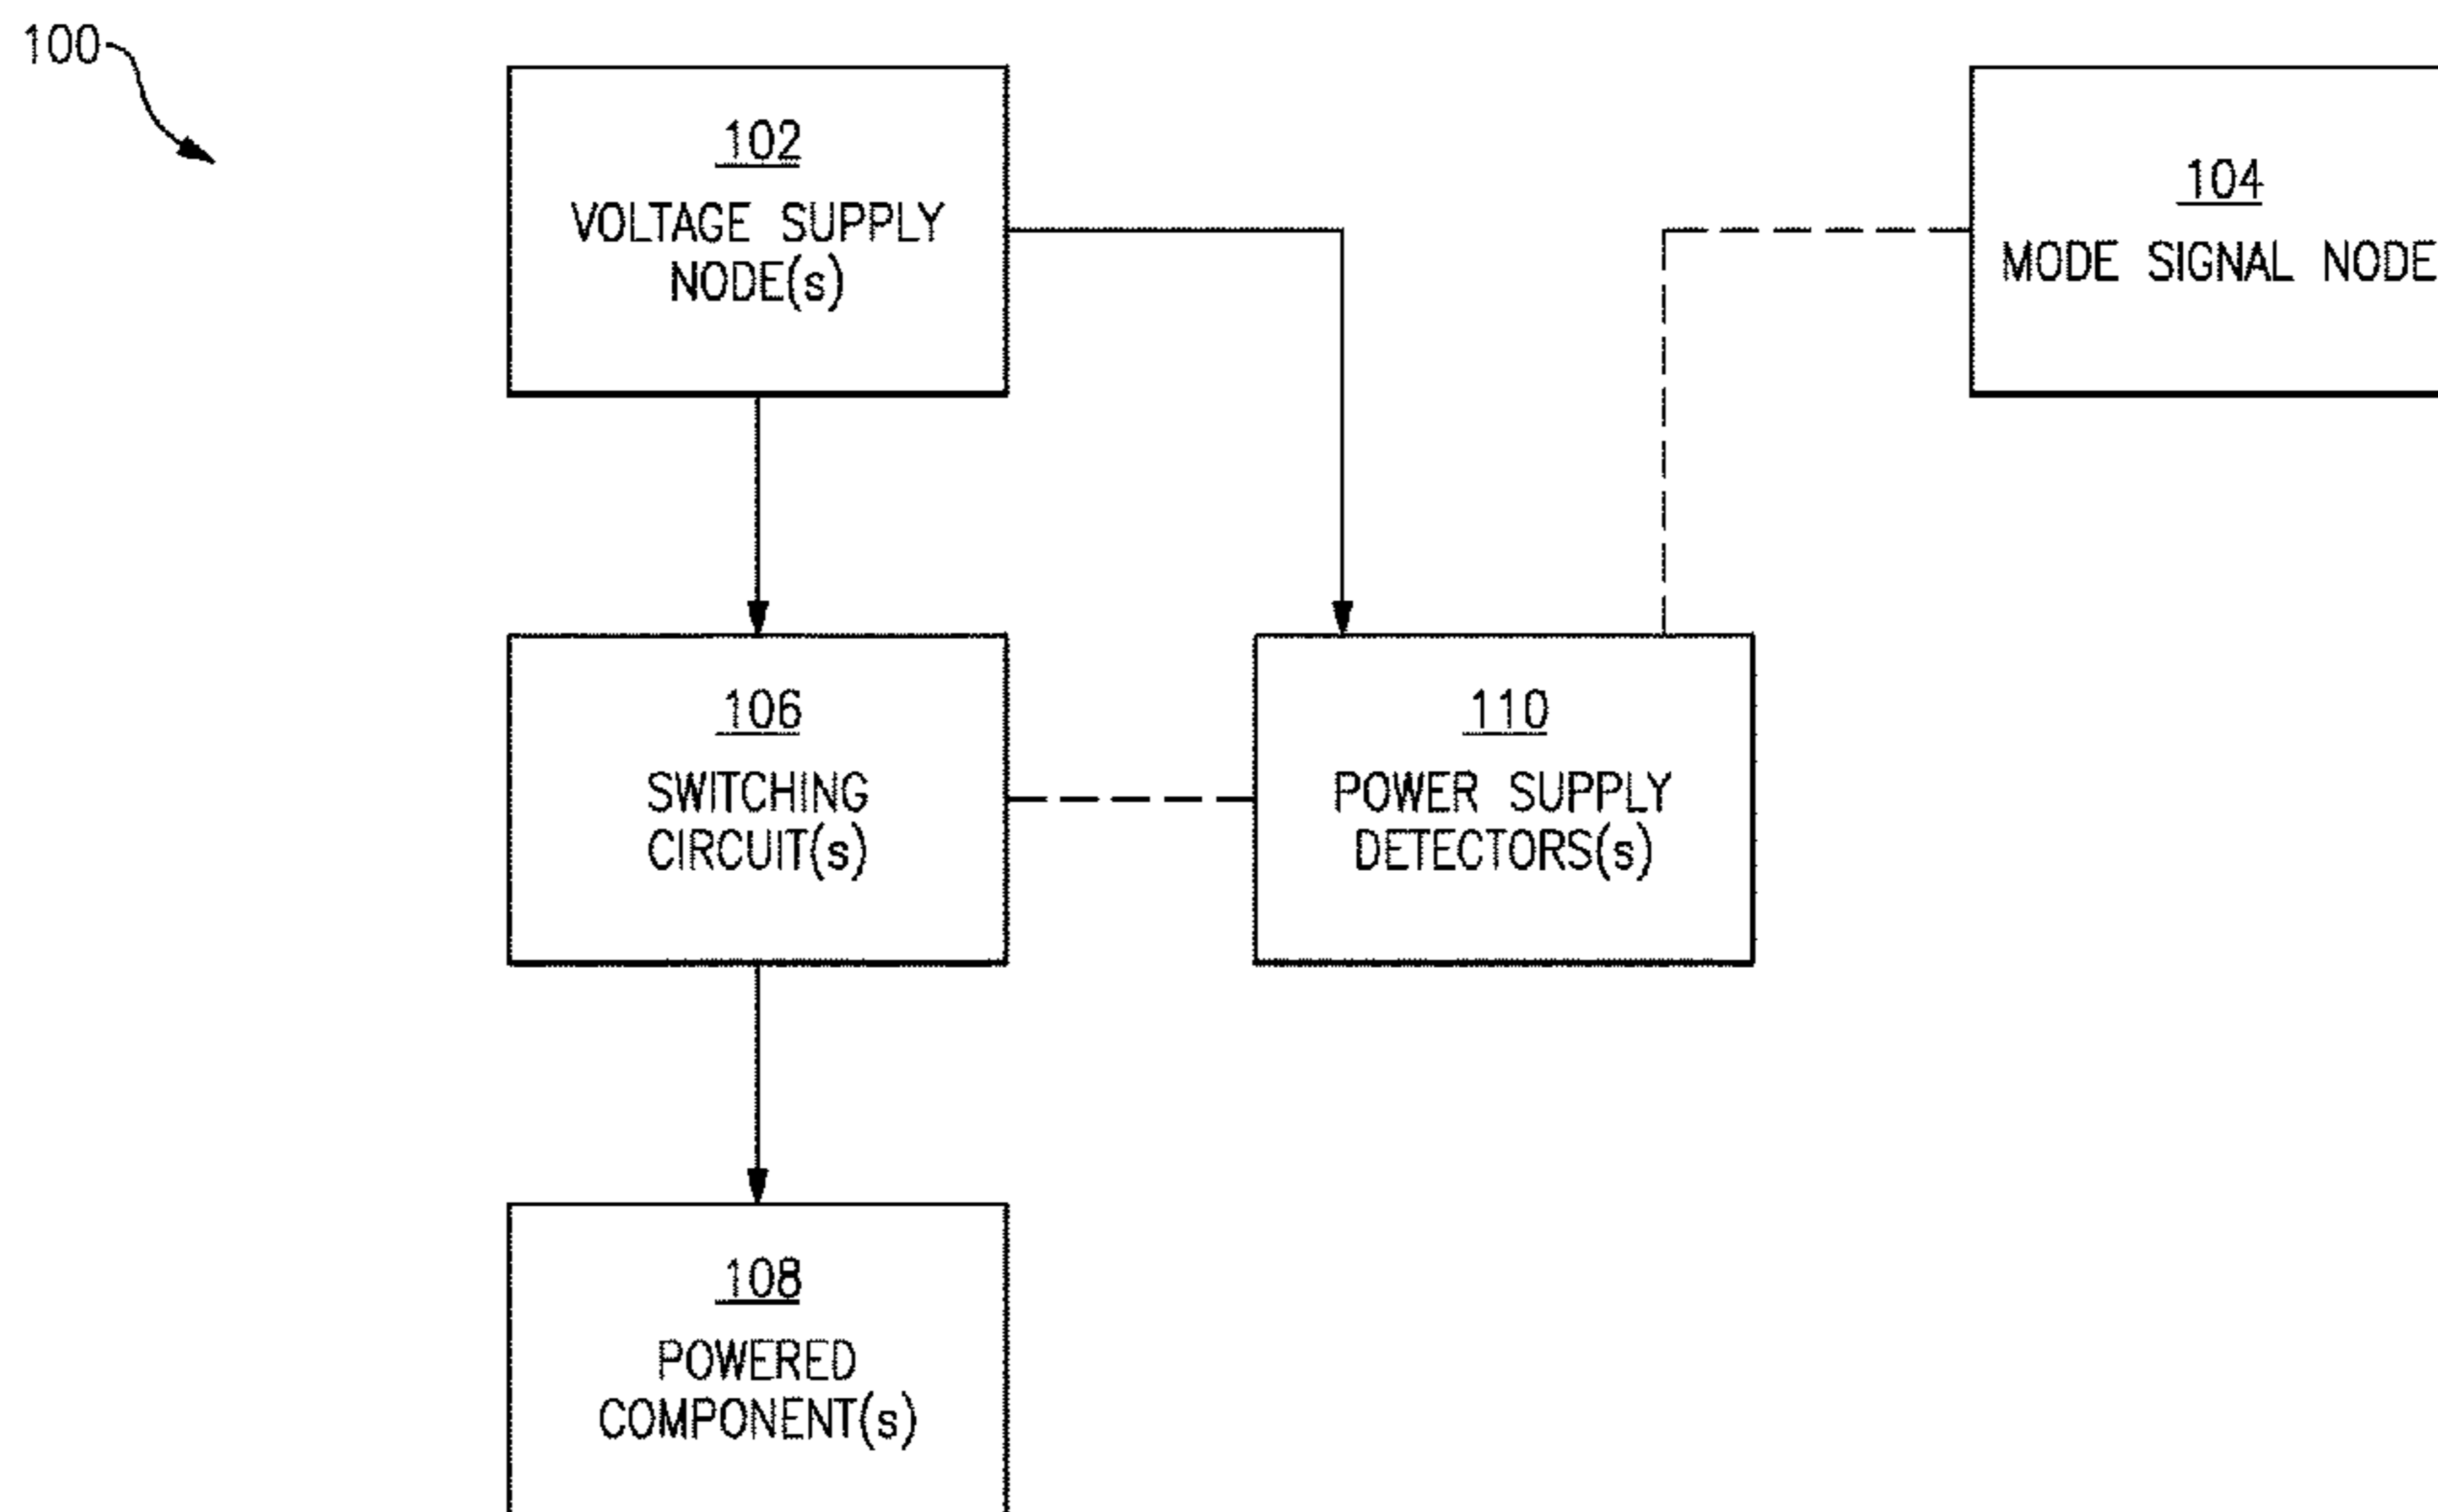 100
102
VOLTAGE SUPPLY
NODE(s)
104
MODE SIGNAL NODE
106
SWITCHING
CIRCUIT(s)
110
POWER SUPPLY
DETECTORS(s)
108
POWERED
COMPONENT(s)